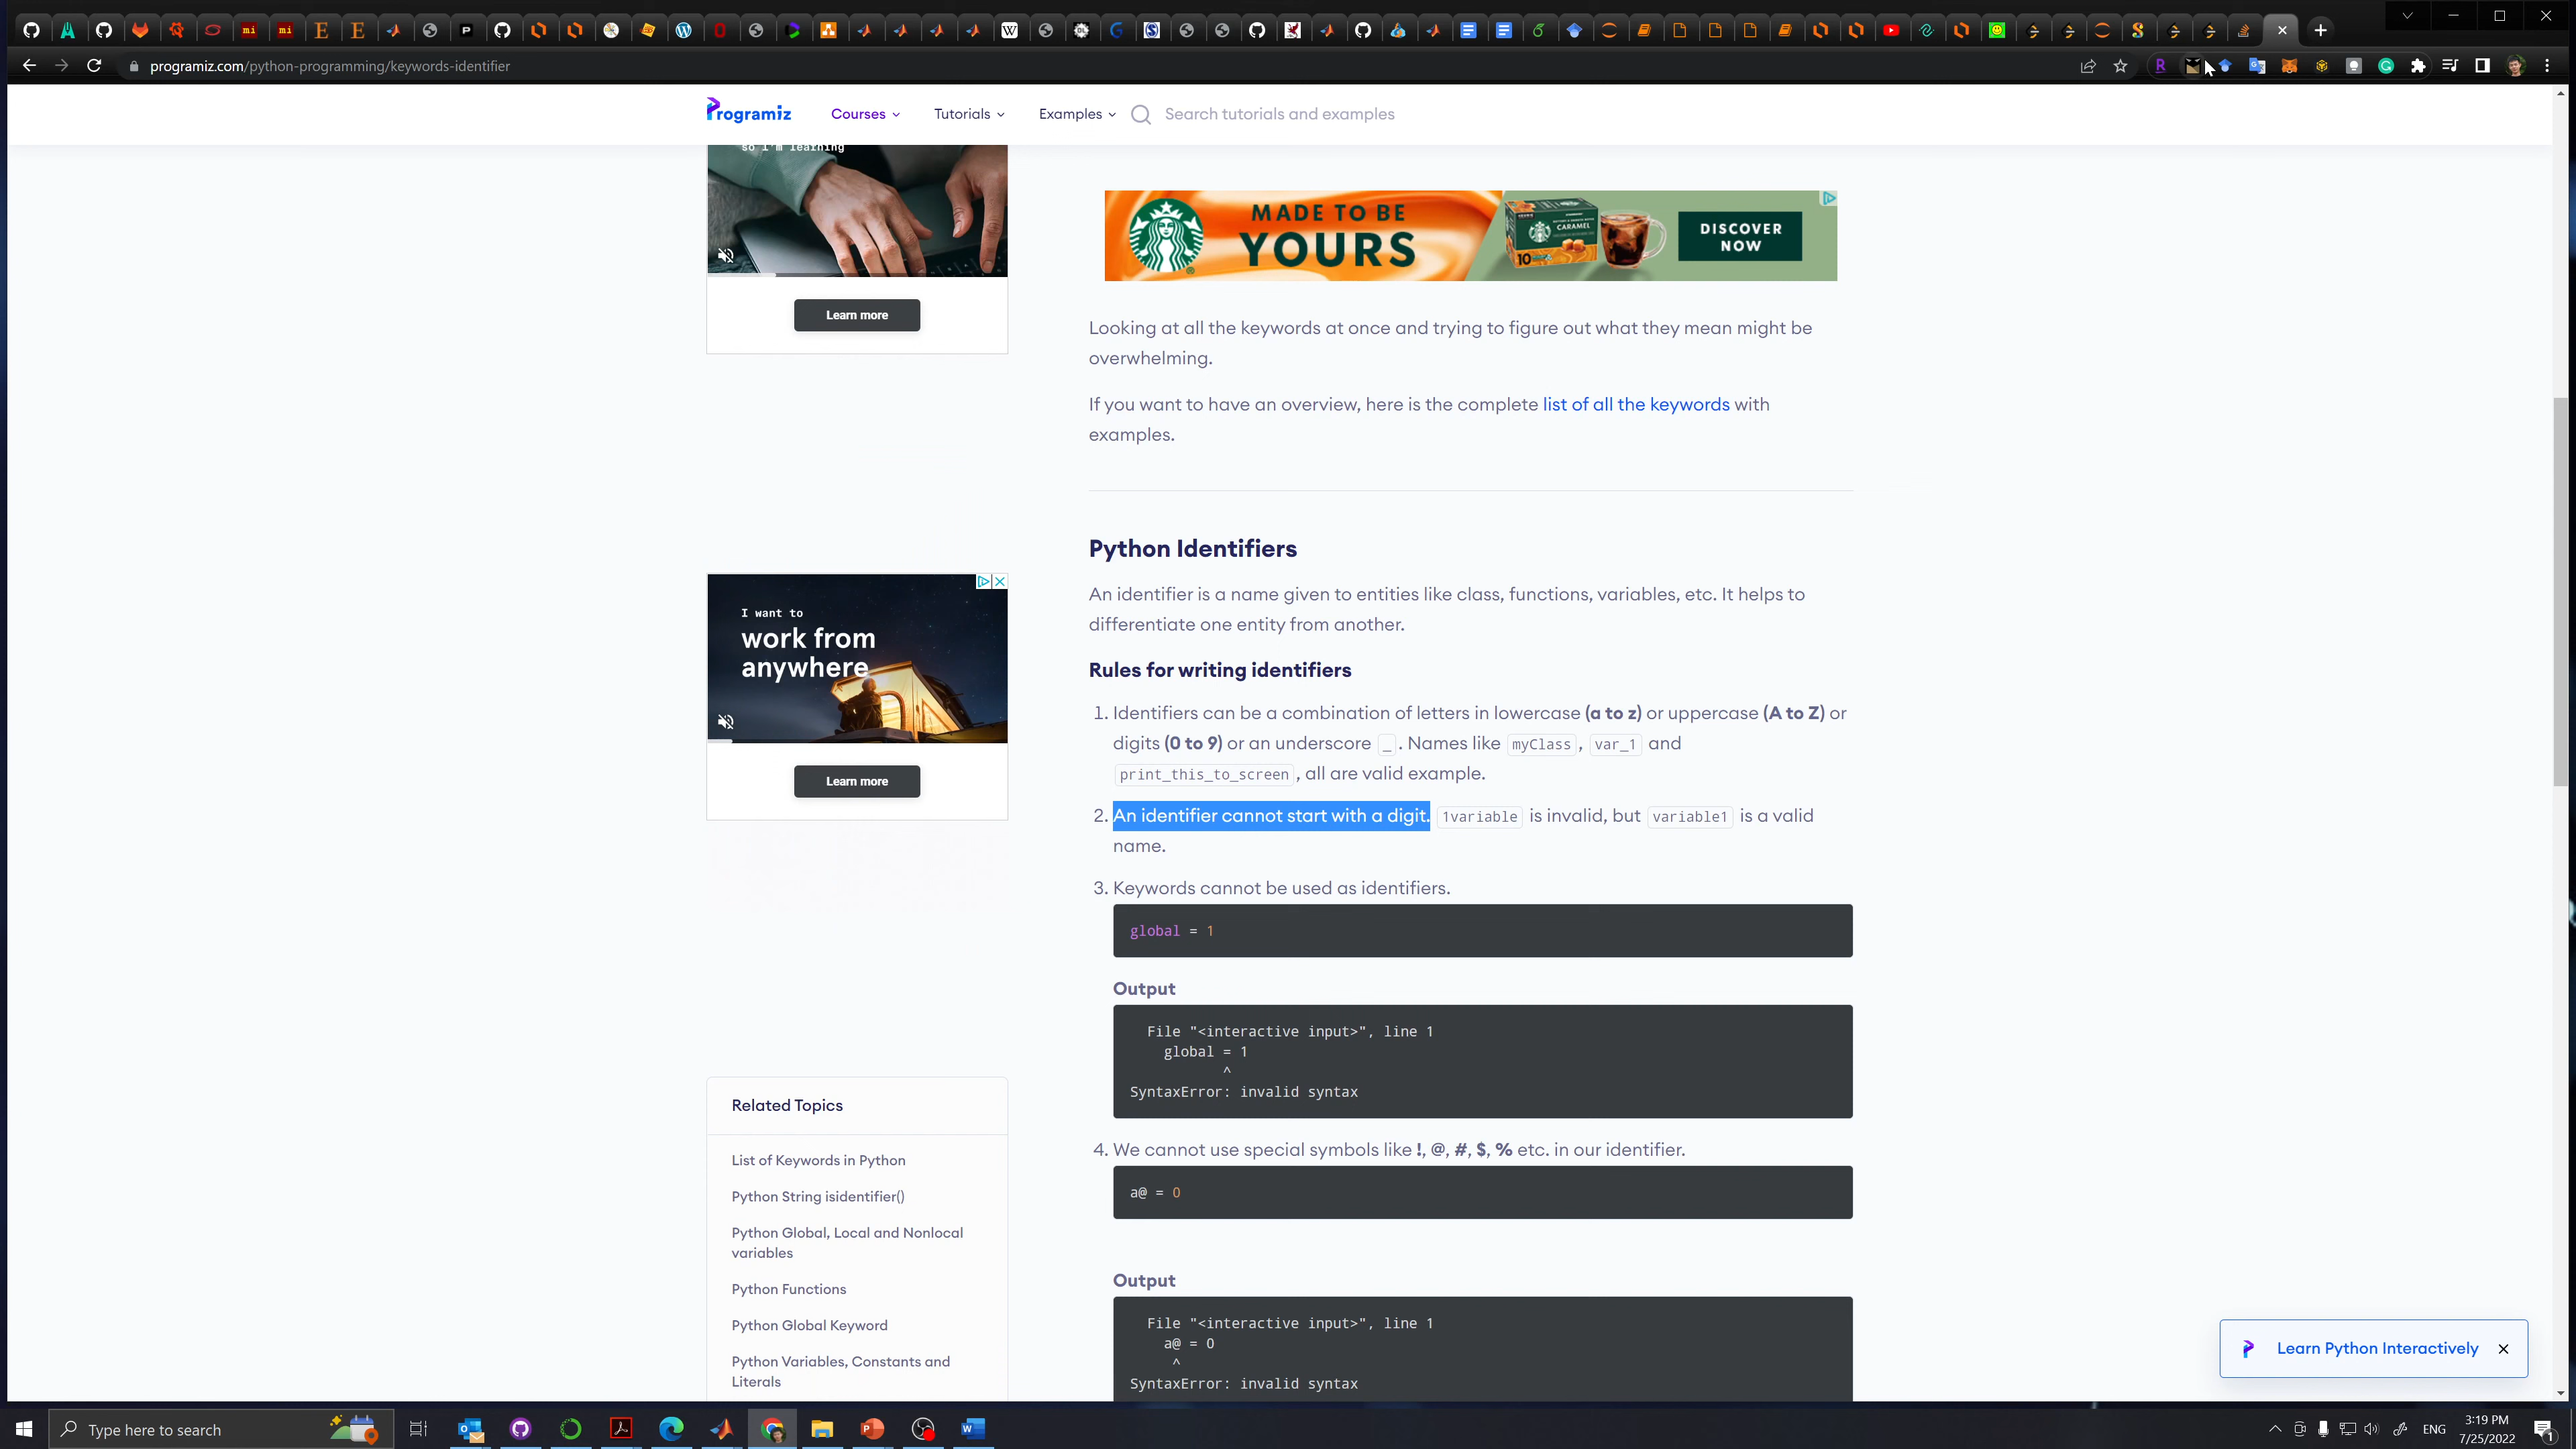 programiz.com/python-programming/keywords-identifier
Programiz
Courses
Tutorials
Examples
Search tutorials and examples
so I'm learning
Learn more
MADE TO BE
YOURS
CARAMEL
10
DISCOVER
NOW
Looking at all the keywords at once and trying to figure out what they mean might be
overwhelming.
If you want to have an overview, here is the complete list of all the keywords with
examples.
Python Identifiers
An identifier is a name given to entities like class, functions, variables, etc. It helps to
differentiate one entity from another.
Rules for writing identifiers
1. Identifiers can be a combination of letters in lowercase (a to z) or uppercase (A to Z) or
digits (0 to 9) or an underscore _ . Names like myClass , var_1 and
print_this_to_screen , all are valid example.
2. An identifier cannot start with a digit. 1variable is invalid, but variable1 is a valid
name.
3. Keywords cannot be used as identifiers.
global = 1
Output
File "<interactive input>", line 1
global = 1
^
SyntaxError: invalid syntax
4. We cannot use special symbols like !, @, #, $, % etc. in our identifier.
a@ = 0
Output
File "<interactive input>", line 1
a@ = 0
^
SyntaxError: invalid syntax
I want to
work from
anywhere
Learn more
Related Topics
List of Keywords in Python
Python String isidentifier()
Python Global, Local and Nonlocal
variables
Python Functions
Python Global Keyword
Python Variables, Constants and
Literals
Learn Python Interactively
Type here to search
ENG
3:19 PM
7/25/2022
1